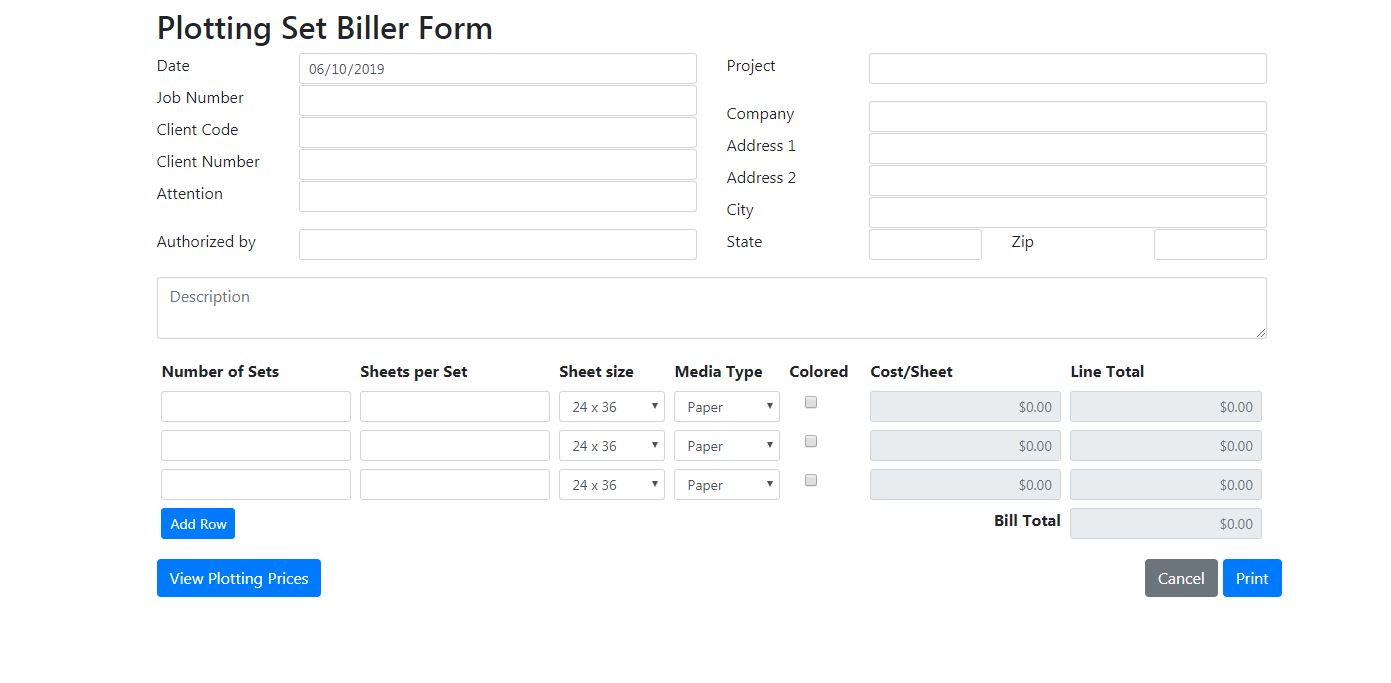 Plotting Set Biller Form
Date 06/10/2019 Project
Job Number
Company
Client Code
Address 1
Client Number
Address 2
Attention
City
Authorized by State Zip
Description
Number of Sets Sheets per Set Sheet size Media Type Colored Cost/Sheet Line Total
24 x 36 Paper $0.00 $0.00
24 x 36 Paper $0.00 $0.00
24 x 36 Paper $0.00 $0.00
Add Row Bill Total $0.00
View Plotting Prices Cancel Print